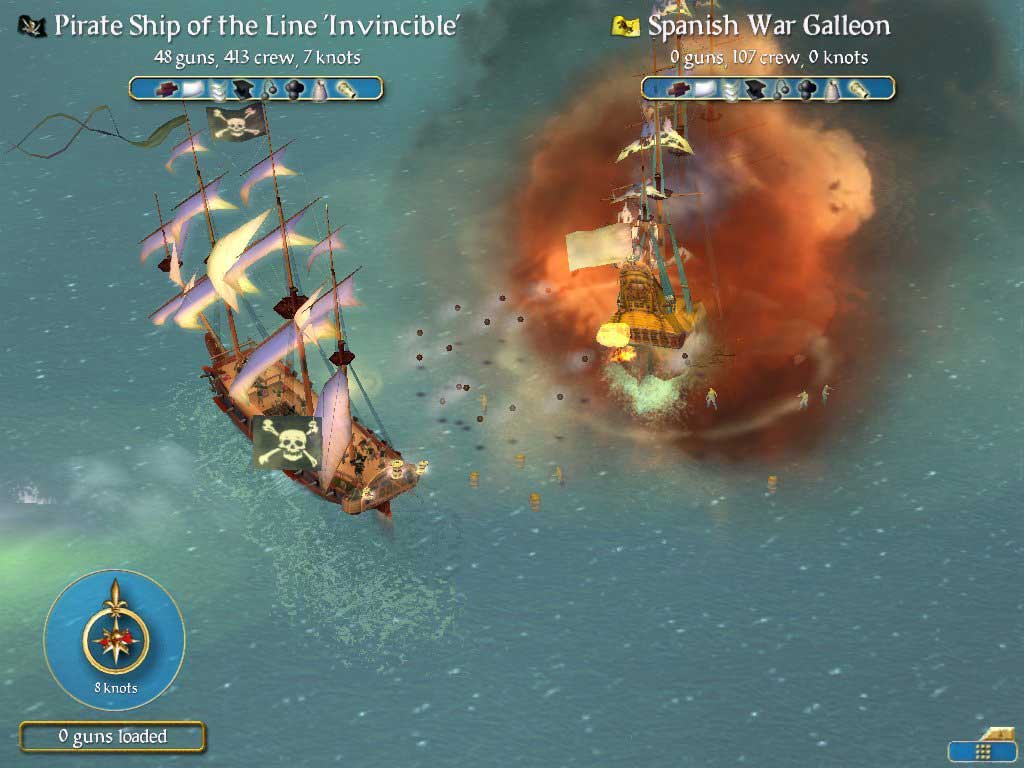 Pirate Ship of the Line 'Invincible'
48 guns, 413 crew, 7 knots
Spanish War Galleon
0 guns, 107 crew, 0 knots
8 knots
0 guns loaded